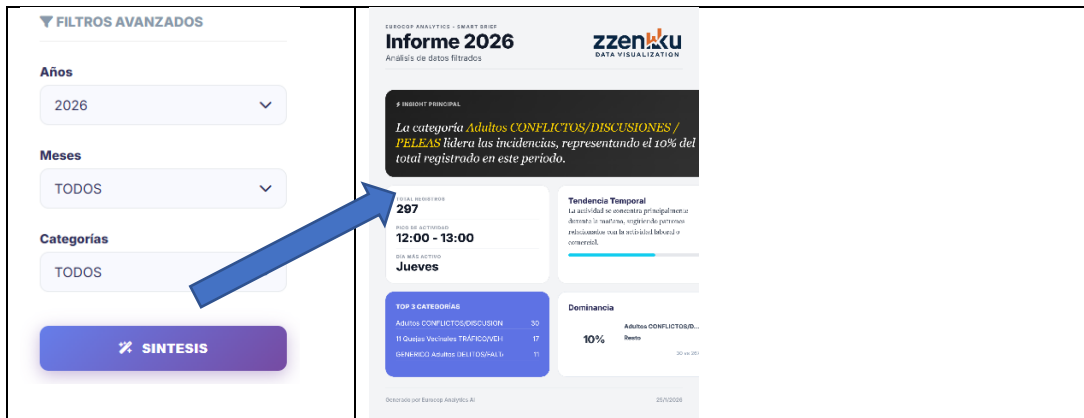 FILTROS AVANZADOS
Años
2026
Meses
TODOS
Categorías
TODOS
SINTESIS
EUROCOP ANALYTICS - SMART BRIEF
Informe 2026
Análisis de datos filtrados
zzenkku
DATA VISUALIZATION
INSIGHT PRINCIPAL
La categoría Adultos CONFLICTOS/DISCUSIONES /
PELEAS lidera las incidencias, representando el 10% del
total registrado en este periodo.
TOTAL REGISTROS
297
PICO DE ACTIVIDAD
12:00 - 13:00
DÍA MÁS ACTIVO
Jueves
Tendencia Temporal
La actividad se concentra principalmente
durante la mañana, sugiriendo patrones
relacionados con la actividad laboral o
comercial.
TOP 3 CATEGORÍAS
Adultos CONFLICTOS/DISCUSION 30
11 Quejas Vecinales TRÁFICO/VEH 17
GENERICO Adultos DELITOS/FALT 11
Dominancia
10%
Adultos CONFLICTOS/D...
Resto
Generado por Eurocop Analytics AI
25/1/2026